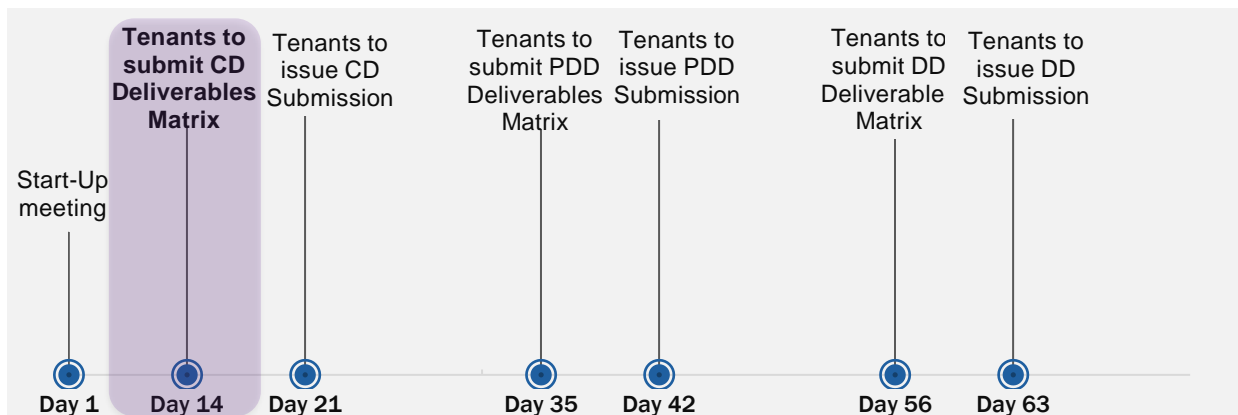 Start-Up
meeting
Tenants to
submit CD
Deliverables
Matrix
Tenants to
issue CD
Submission
Tenants to
submit PDD
Deliverables
Matrix
Tenants to
issue PDD
Submission
Tenants to
submit DD
Deliverable
Matrix
Tenants to
issue DD
Submission
Day 1
Day 14
Day 21
Day 35
Day 42
Day 56
Day 63